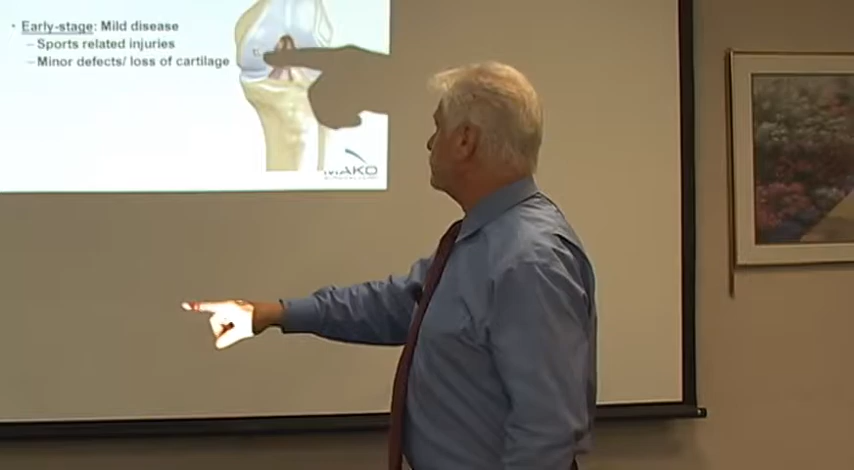 • Early-stage: Mild disease
– Sports related injuries
– Minor defects/ loss of cartilage
MAKO